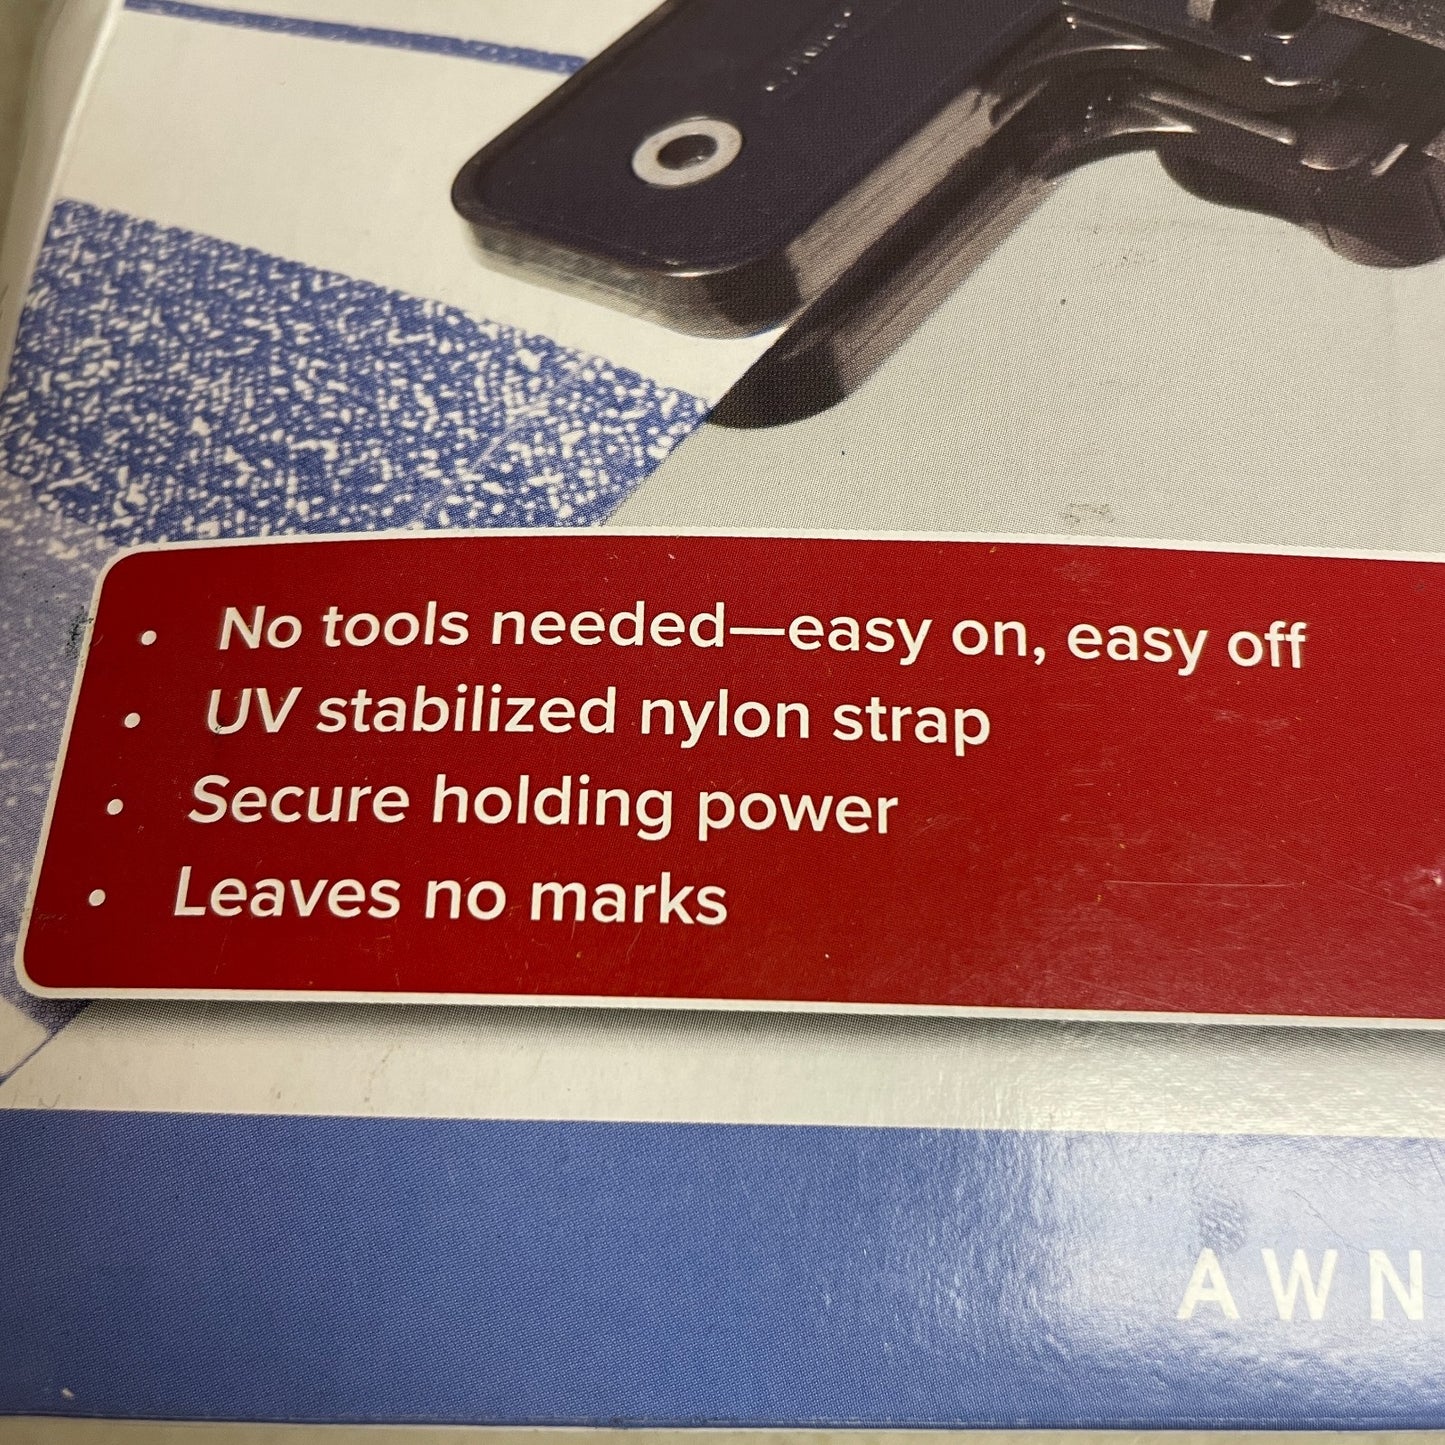 • No tools needed—easy on, easy off
• UV stabilized nylon strap
• Secure holding power
• Leaves no marks
AWN